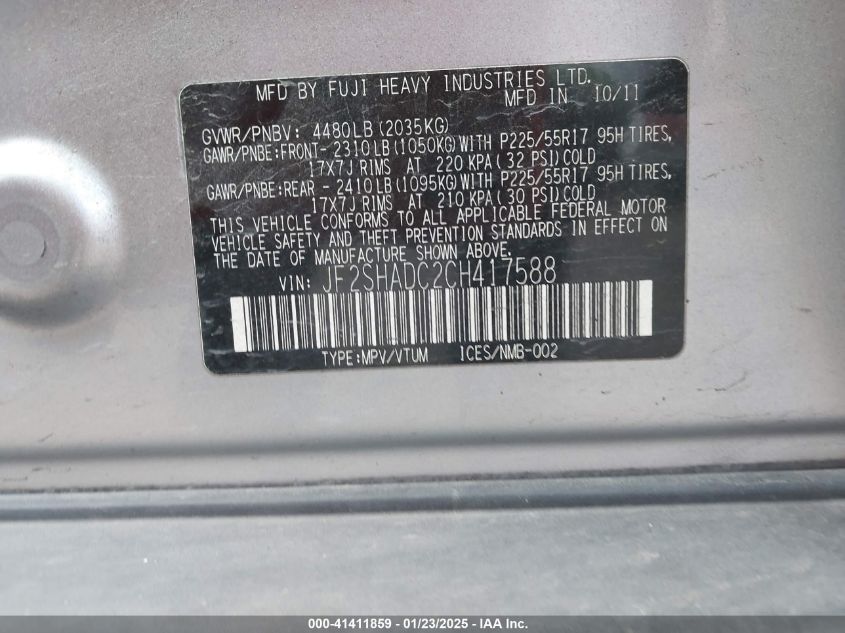 MFD BY FUJI HEAVY INDUSTRIES LTD.
MFD IN 10/11
GVWR/PNBV: 4480LB(2035KG)
GAWR/PNBE:FRONT- 2310LB(1050KG)WITH P225/55R17 95H TIRES,
17X7J RIMS AT 220 KPA(32 PSI)COLD
GAWR/PNBE:REAR - 2410LB(1095KG)WITH P225/55R17 95H TIRES,
17X7J RIMS AT 210 KPA(30 PSI)COLD
THIS VEHICLE CONFORMS TO ALL APPLICABLE FEDERAL MOTOR
VEHICLE SAFETY AND THEFT PREVENTION STANDARDS IN EFFECT ON
THE DATE OF MANUFACTURE SHOWN ABOVE.
VIN: JF2SHADC2CH417588
TYPE:MPV/VTUM ICES/NMB-002
000-41411859 - 01/23/2025 - IAA Inc.